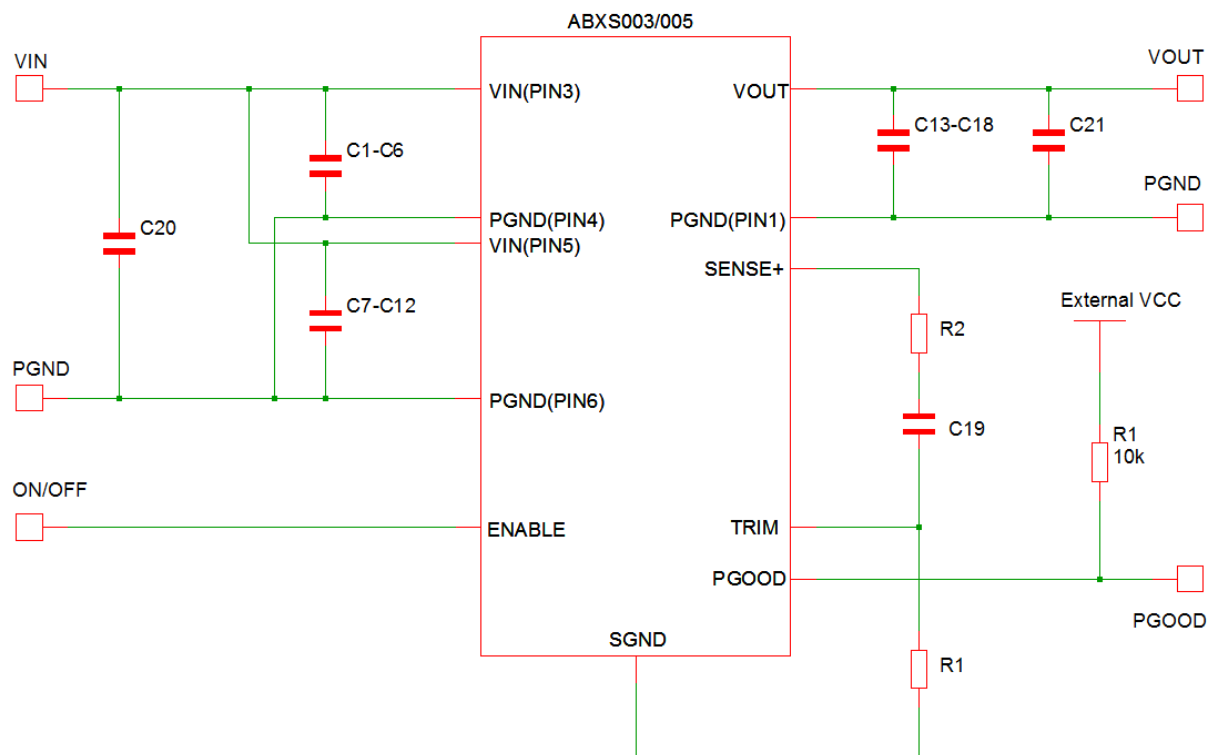 ABXS003/005
VIN
VOUT
VIN(PIN3)
VOUT
C1-C6
C13-C18
C21
PGND
C20
PGND(PIN4)
PGND(PIN1)
VIN(PIN5)
SENSE+
C7-C12
External VCC
R2
PGND
PGND(PIN6)
C19
R1
10k
ON/OFF
ENABLE
TRIM
PGOOD
PGOOD
SGND
R1